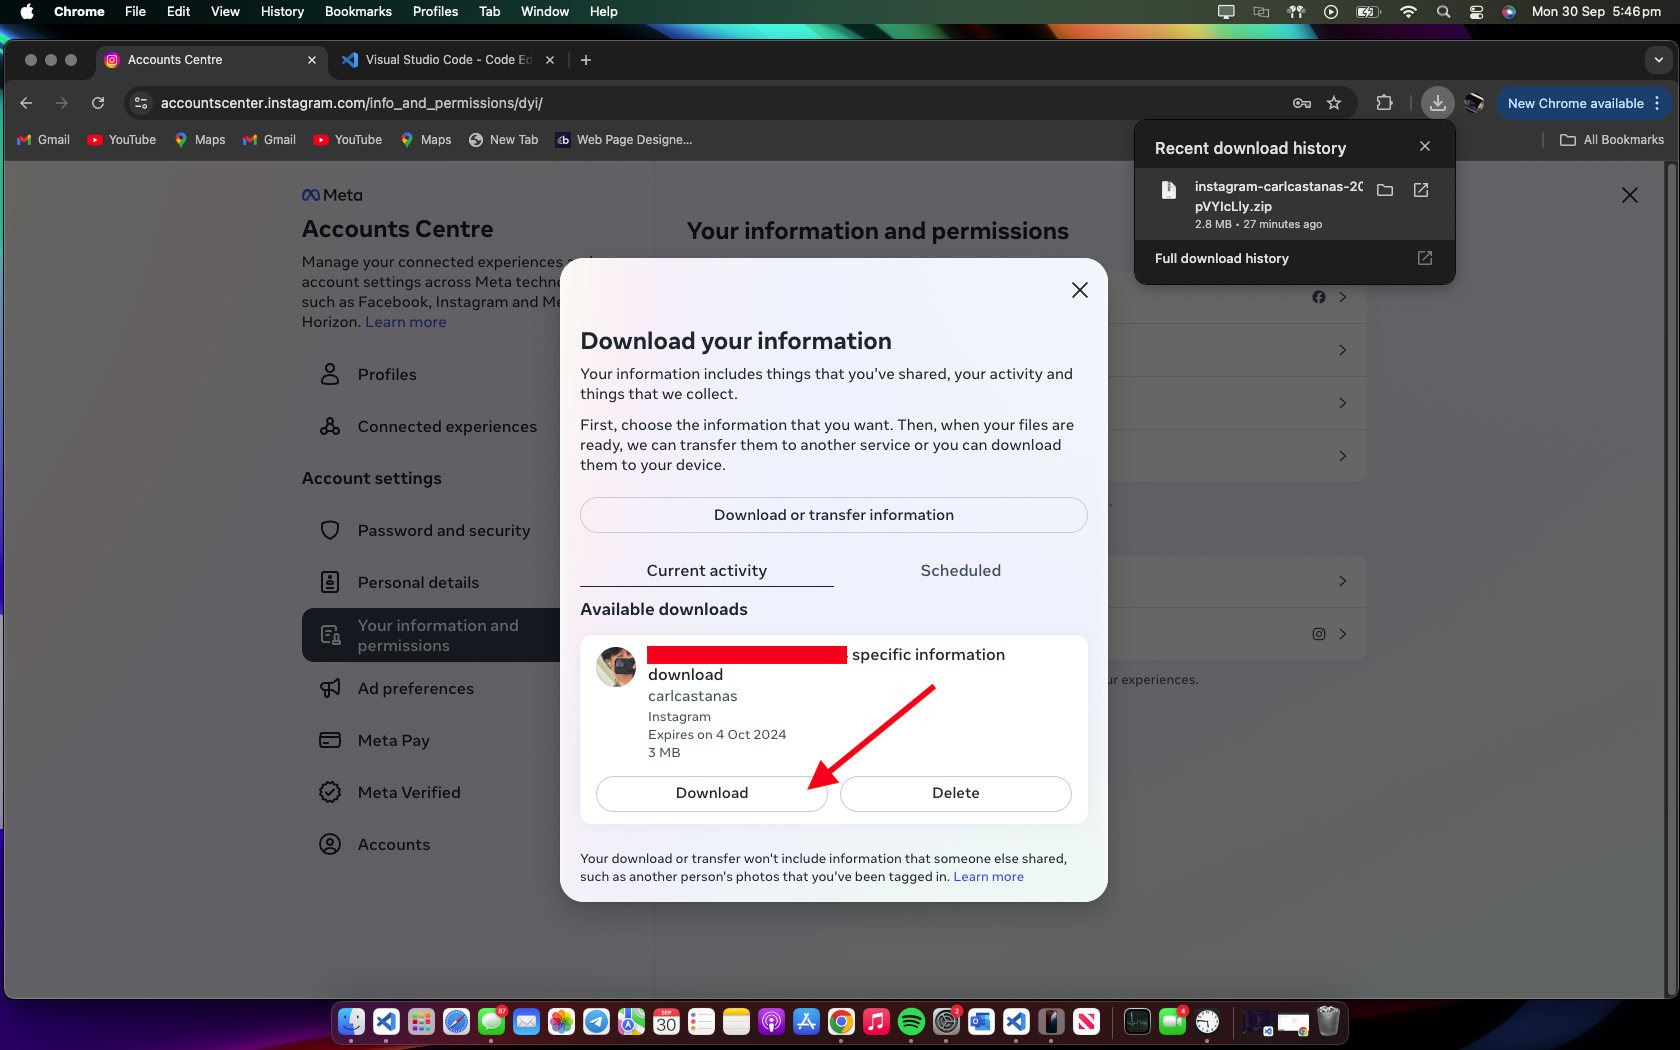 Chrome File Edit View History Bookmarks Profiles Tab Window Help
Mon 30 Sep 5:46 pm
Accounts Centre
Visual Studio Code - Code Ed
accountscenter.instagram.com/info_and_permissions/dyi/
New Chrome available
Gmail YouTube Maps Gmail YouTube Maps New Tab Web Page Designe...
All Bookmarks
Recent download history
instagram-carlcastanas-20
2.8 MB • 27 minutes ago
Full download history
Meta
Accounts Centre
Manage your connected experiences
account settings across Meta techn
such as Facebook, Instagram and Me
Horizon. Learn more
Profiles
Connected experiences
Account settings
Password and security
Personal details
Your information and
permissions
Ad preferences
Meta Pay
Meta Verified
Accounts
Your information and permissions
Download your information
Your information includes things that you've shared, your activity and
things that we collect.
First, choose the information that you want. Then, when your files are
ready, we can transfer them to another service or you can download
them to your device.
Download or transfer information
Current activity
Scheduled
Available downloads
specific information
download
carlcastanas
Instagram
Expires on 4 Oct 2024
3 MB
Download
Delete
Your download or transfer won't include information that someone else shared,
such as another person's photos that you've been tagged in. Learn more
ur experiences.
87
SEP
30
2
4